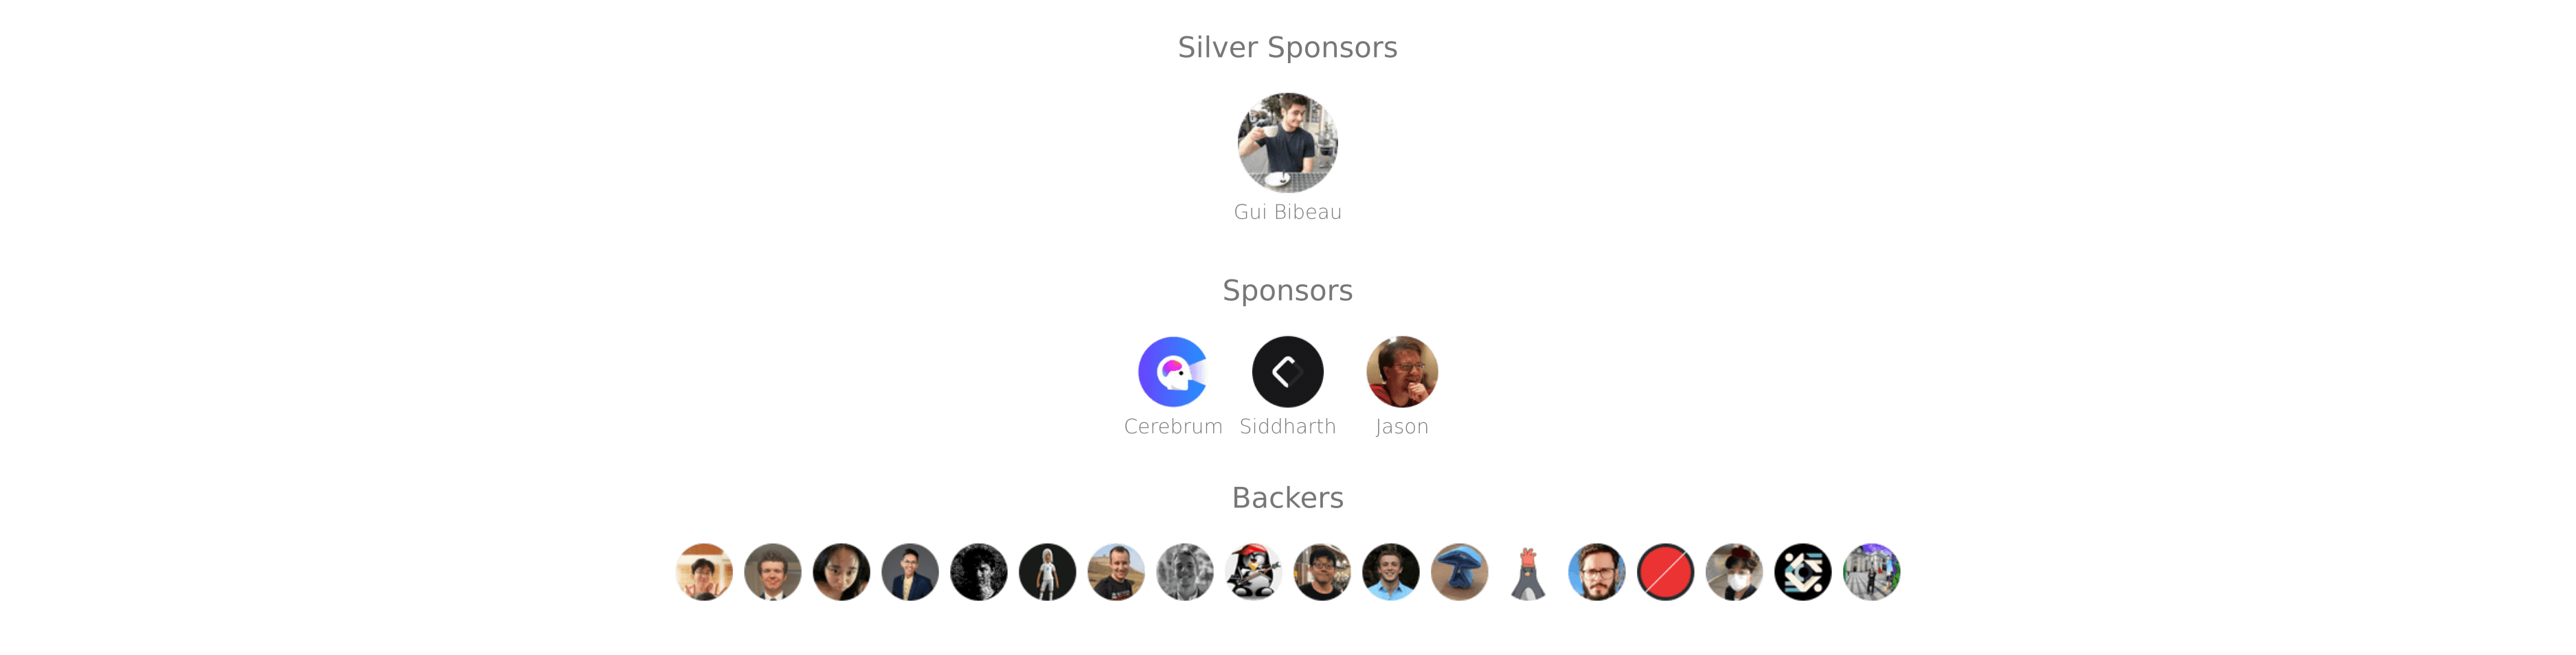 Silver Sponsors
Gui Bibeau
Sponsors
Cerebrum Siddharth Jason
Backers